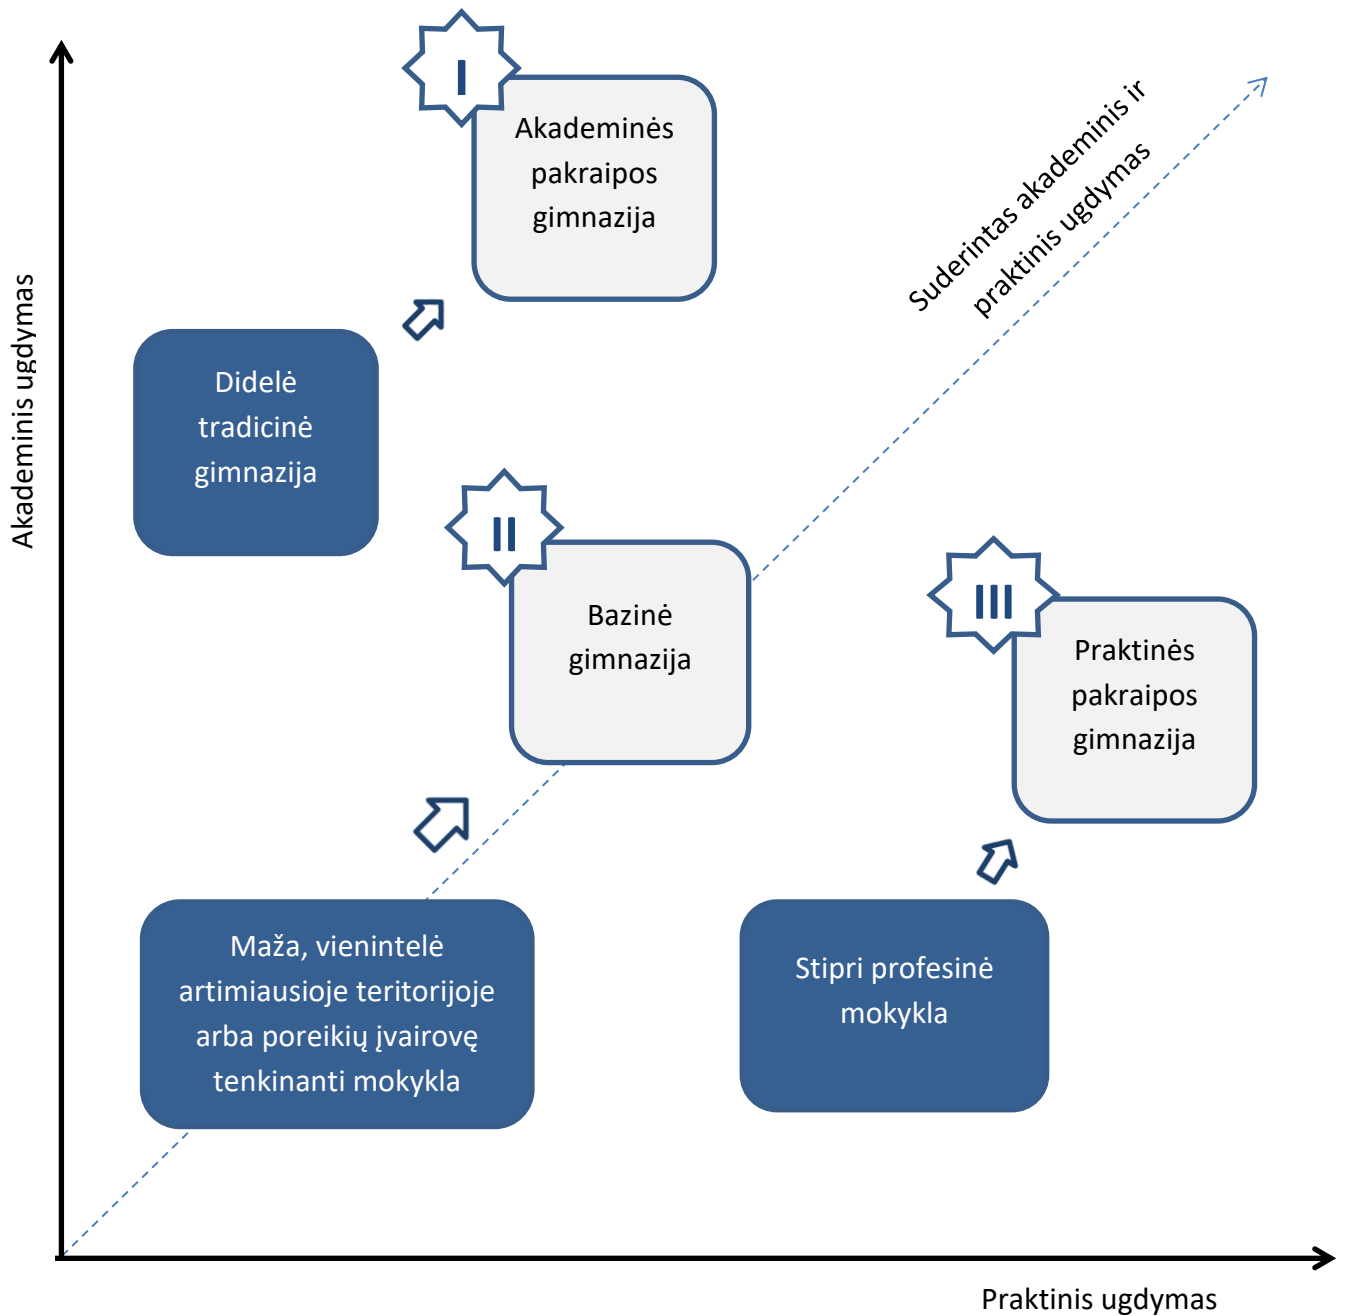 I
Akademinės
pakraipos
gimnazija
Suderintas akademinis ir
praktinis ugdymas
Akademinis ugdymas
Didelė
tradicinė
gimnazija
II
Bazinė
gimnazija
III
Praktinės
pakraipos
gimnazija
Maža, vienintelė
artimiausioje teritorijoje
arba poreikių įvairovę
tenkinanti mokykla
Stipri profesinė
mokykla
Praktinis ugdymas